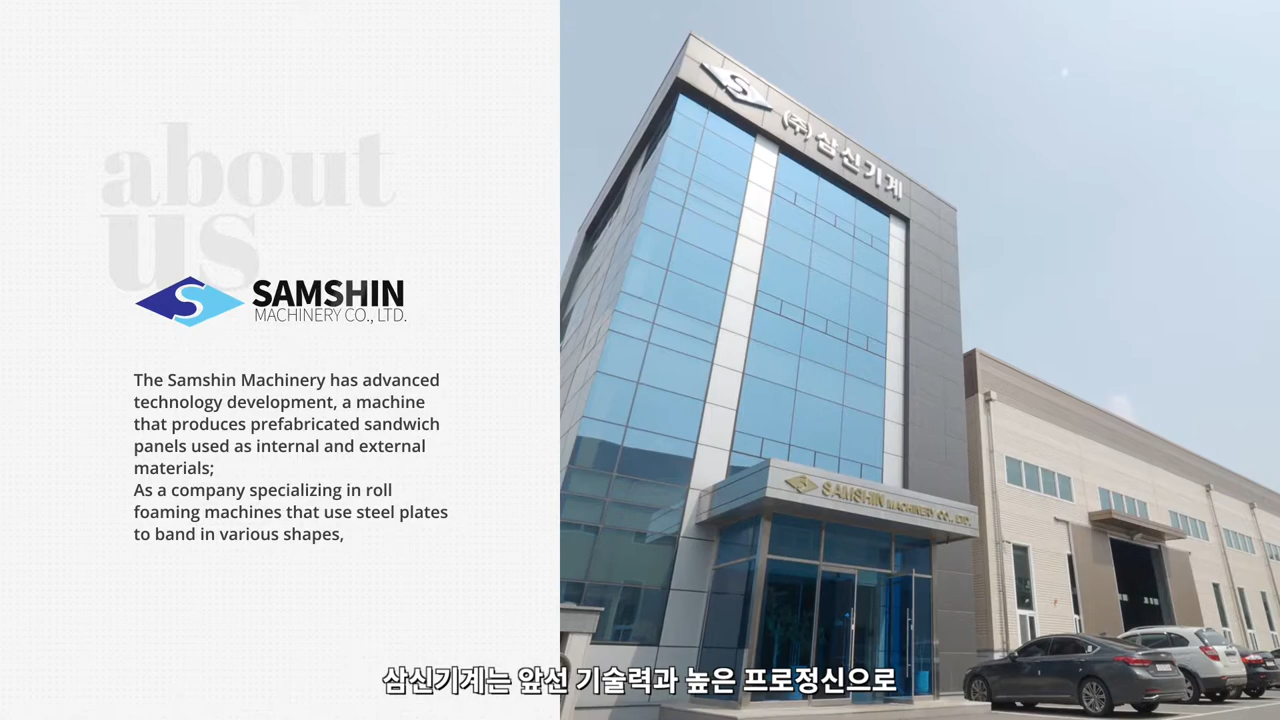 about
us
SAMSHIN
MACHINERY CO., LTD.
The Samshin Machinery has advanced
technology development, a machine
that produces prefabricated sandwich
panels used as internal and external
materials;
As a company specializing in roll
foaming machines that use steel plates
to band in various shapes,
(주)삼신기계
SAMSHIN MACHINERY CO., LTD.
삼신기계는 앞선 기술력과 높은 프로정신으로